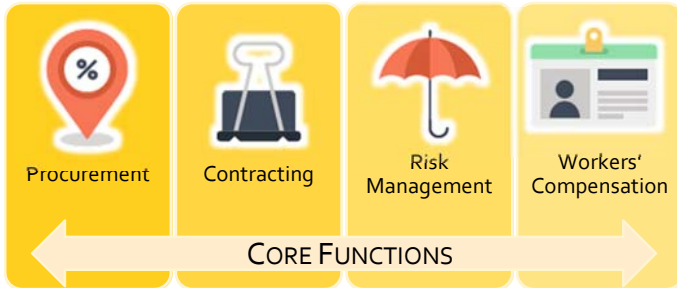 %
Procurement
Contracting
Risk
Management
Workers'
Compensation
CORE FUNCTIONS